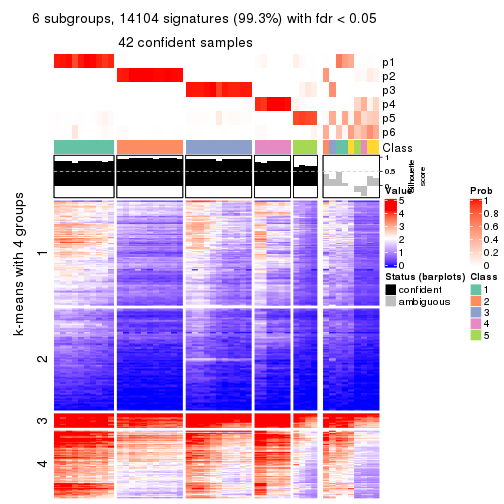 6 subgroups, 14104 signatures (99.3%) with fdr < 0.05
42 confident samples
p1
p2
p3
p4
p5
p6
Class
1
0.5
0
Silhouette
score
k-means with 4 groups
1
2
3
4
Value
5
4
3
2
1
0
Prob
1
0.8
0.6
0.4
0.2
0
Status (barplots)
confident
ambiguous
Class
1
2
3
4
5